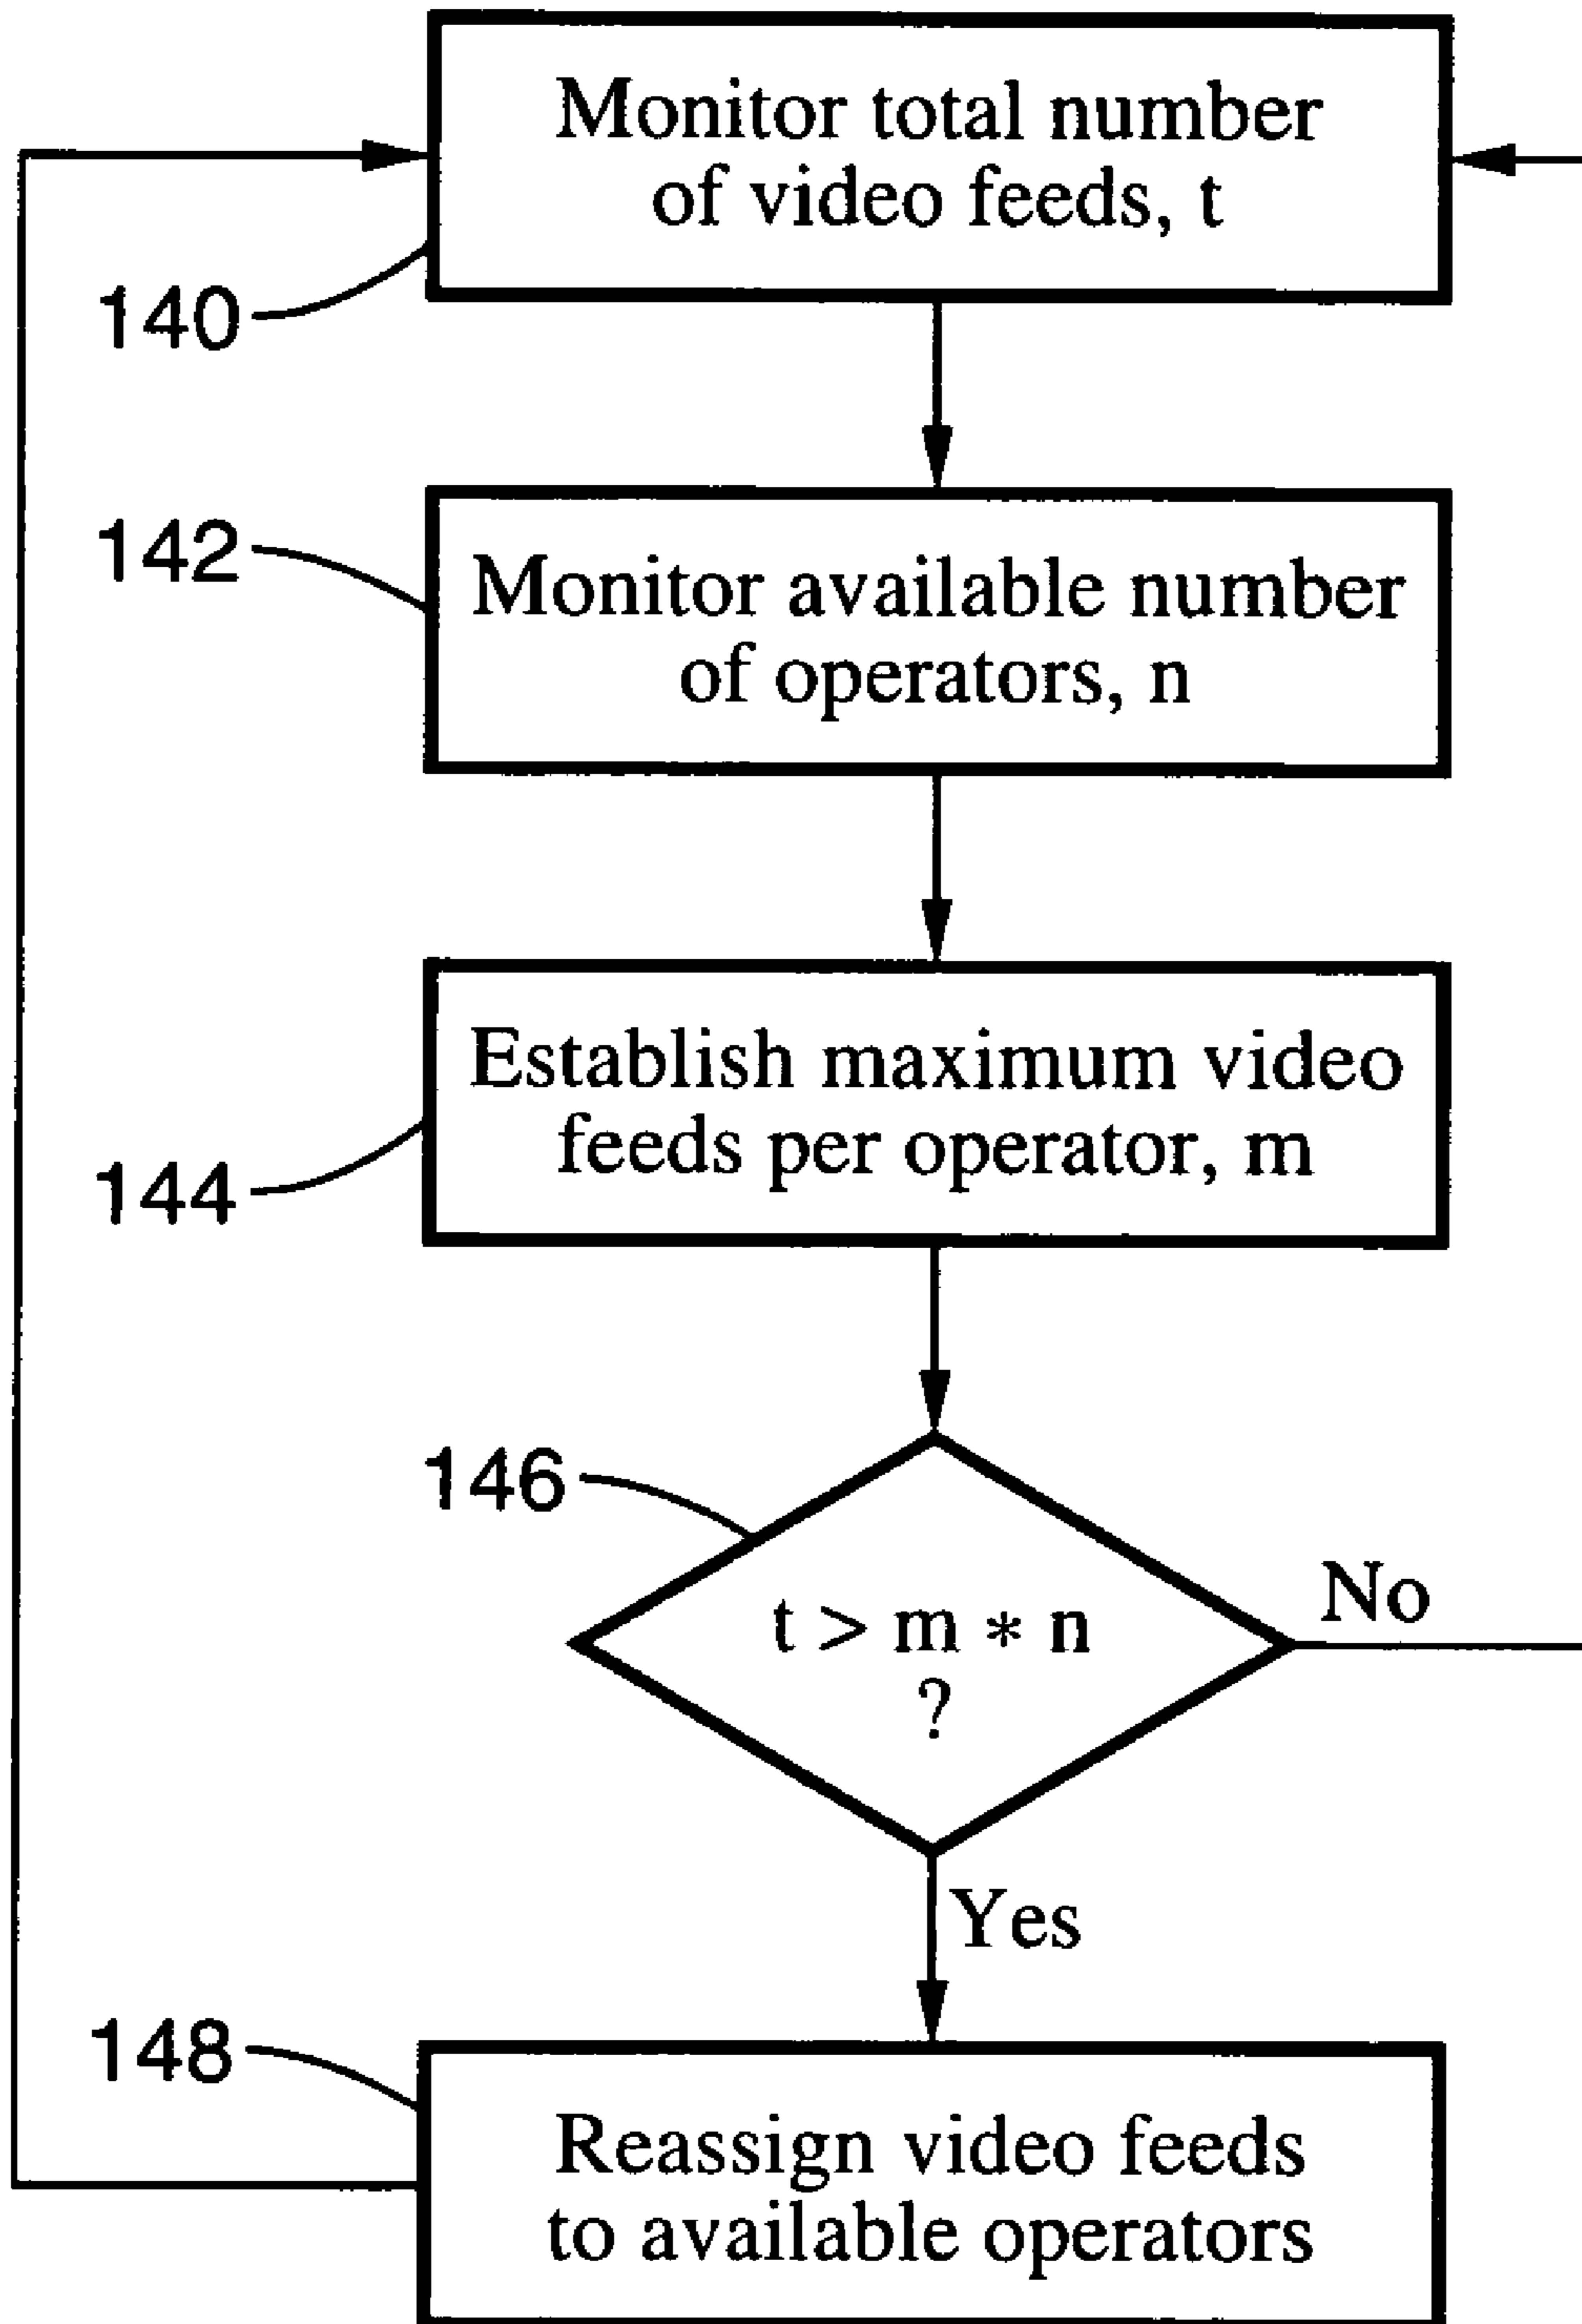 Monitor total number
of video feeds, t
140
142
Monitor available number
of operators, n
Establish maximum video
feeds per operator, m
144
146
t > m * n
?
No
Yes
148
Reassign video feeds
to available operators